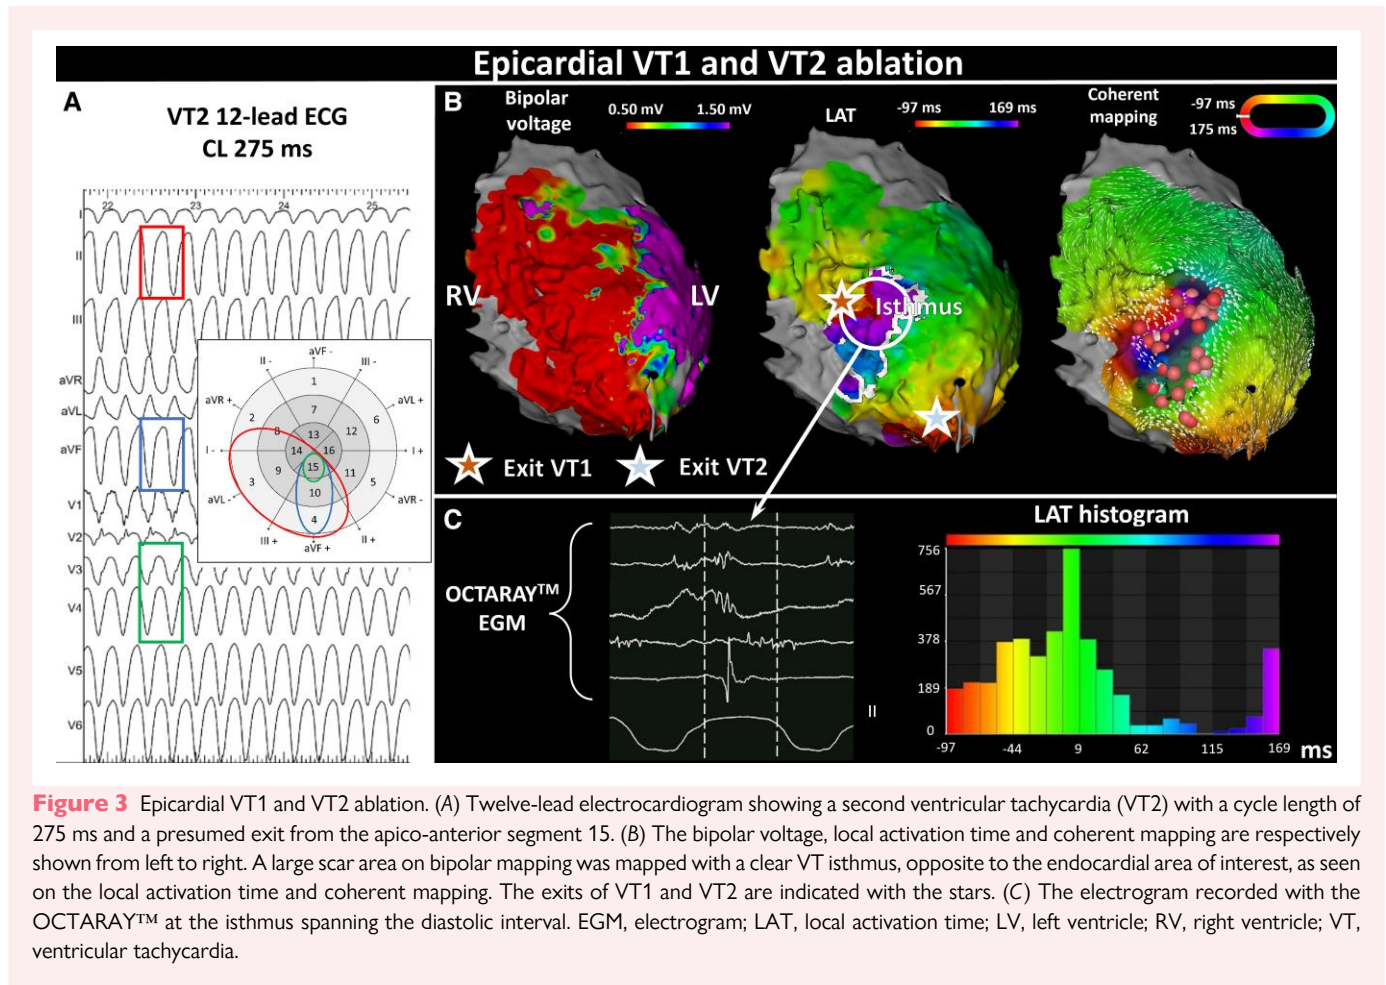 Epicardial VT1 and VT2 ablation
A
VT2 12-lead ECG
CL 275 ms
22 23 24 25
I
II
III
aVR
aVL
aVF
V1
V2
V3
V4
V5
V6
aVF -
II -
III -
aVR +
aVL +
I -
I +
aVL -
aVR -
III +
II +
aVF +
1
2
6
7
8
12
13
14
16
15
9
11
3
10
5
4
B
Bipolar
voltage
0.50 mV 1.50 mV
LAT
-97 ms 169 ms
Coherent
mapping
-97 ms
175 ms
RV
LV
Isthmus
Exit VT1
Exit VT2
C
OCTARAY™
EGM
II
LAT histogram
756
567
378
189
0
-97 -44 9 62 115 169 ms
Figure 3 Epicardial VT1 and VT2 ablation. (A) Twelve-lead electrocardiogram showing a second ventricular tachycardia (VT2) with a cycle length of
275 ms and a presumed exit from the apico-anterior segment 15. (B) The bipolar voltage, local activation time and coherent mapping are respectively
shown from left to right. A large scar area on bipolar mapping was mapped with a clear VT isthmus, opposite to the endocardial area of interest, as seen
on the local activation time and coherent mapping. The exits of VT1 and VT2 are indicated with the stars. (C) The electrogram recorded with the
OCTARAY™ at the isthmus spanning the diastolic interval. EGM, electrogram; LAT, local activation time; LV, left ventricle; RV, right ventricle; VT,
ventricular tachycardia.